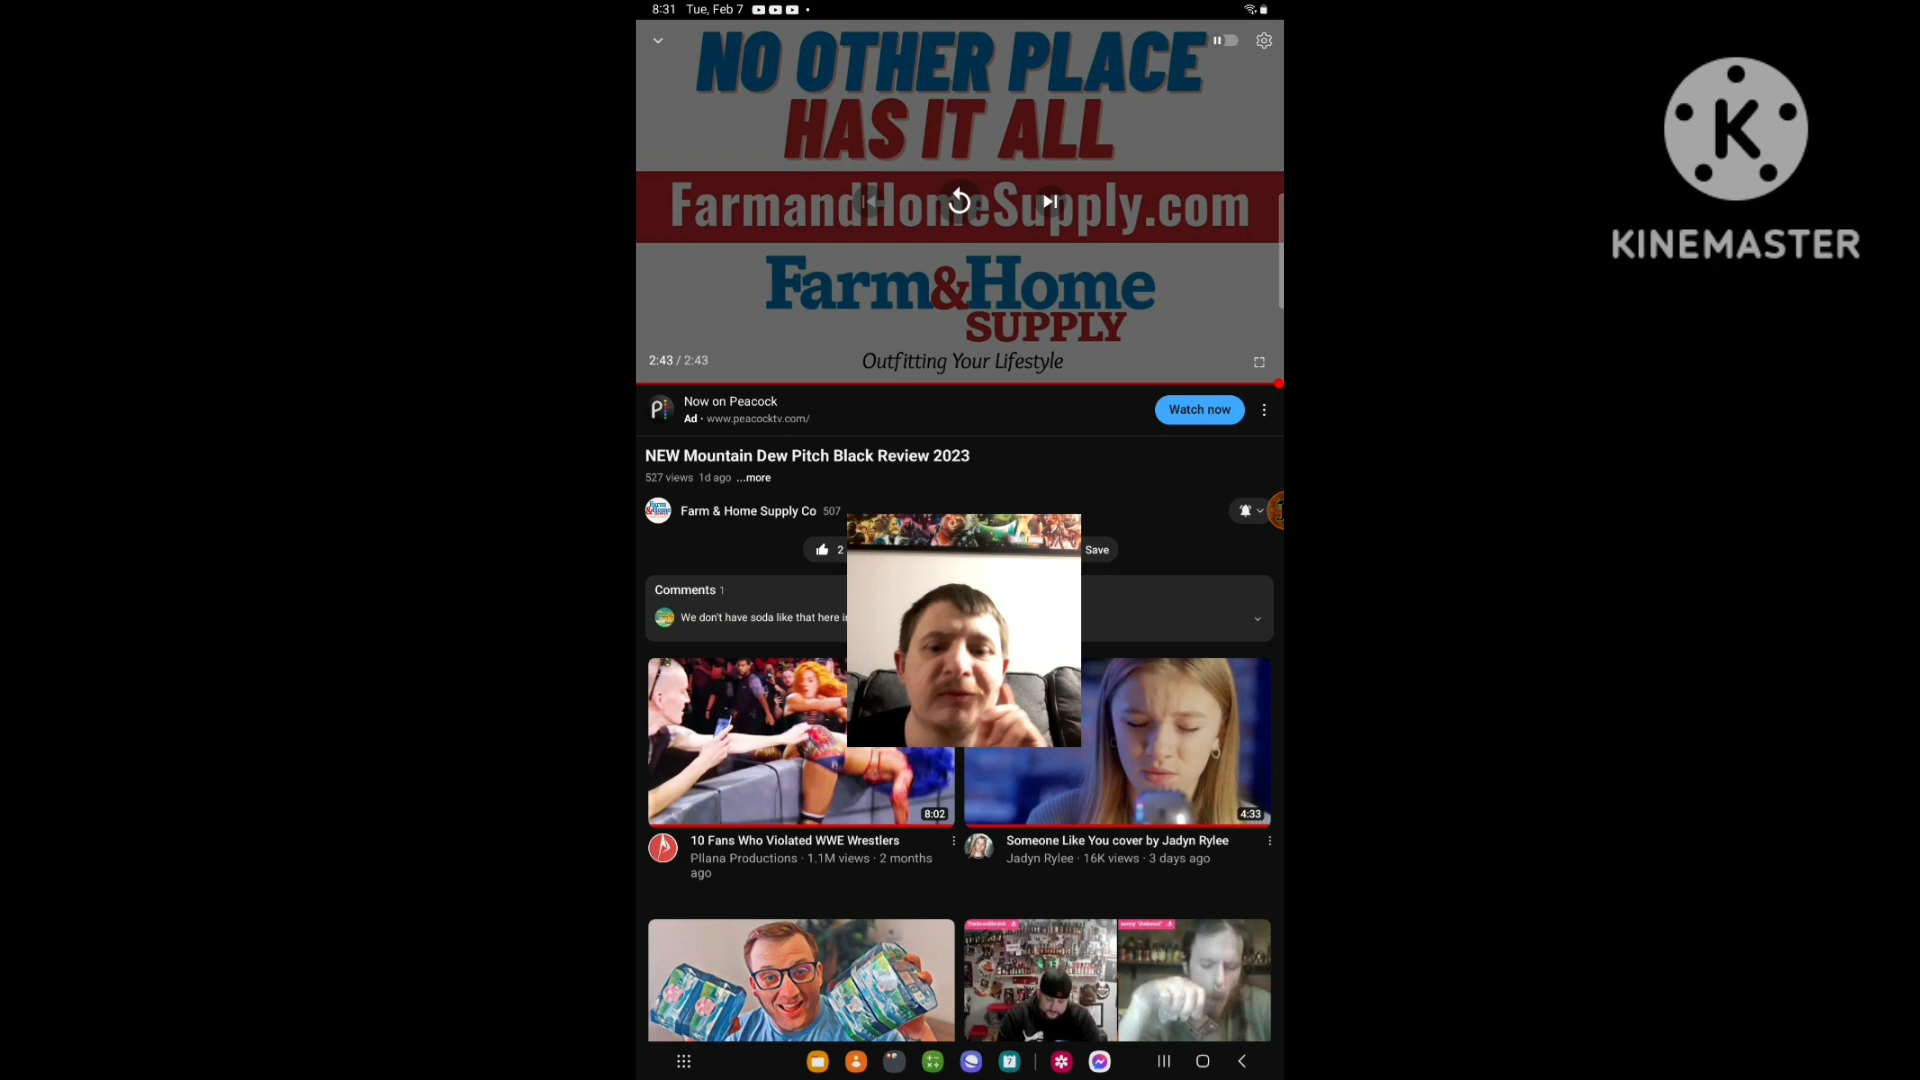 8:31 Tue, Feb 7
NO OTHER PLACE
HAS IT ALL
FarmandHomeSupply.com
Farm&Home
SUPPLY
Outfitting Your Lifestyle
2:43 / 2:43
K
KINEMASTER
Now on Peacock
Ad · www.peacocktv.com/
Watch now
NEW Mountain Dew Pitch Black Review 2023
527 views 1d ago ...more
Farm & Home Supply Co 507
2
Save
Comments 1
We don't have soda like that here i
8:02
4:33
10 Fans Who Violated WWE Wrestlers
Pllana Productions · 1.1M views · 2 months
ago
Someone Like You cover by Jadyn Rylee
Jadyn Rylee · 16K views · 3 days ago